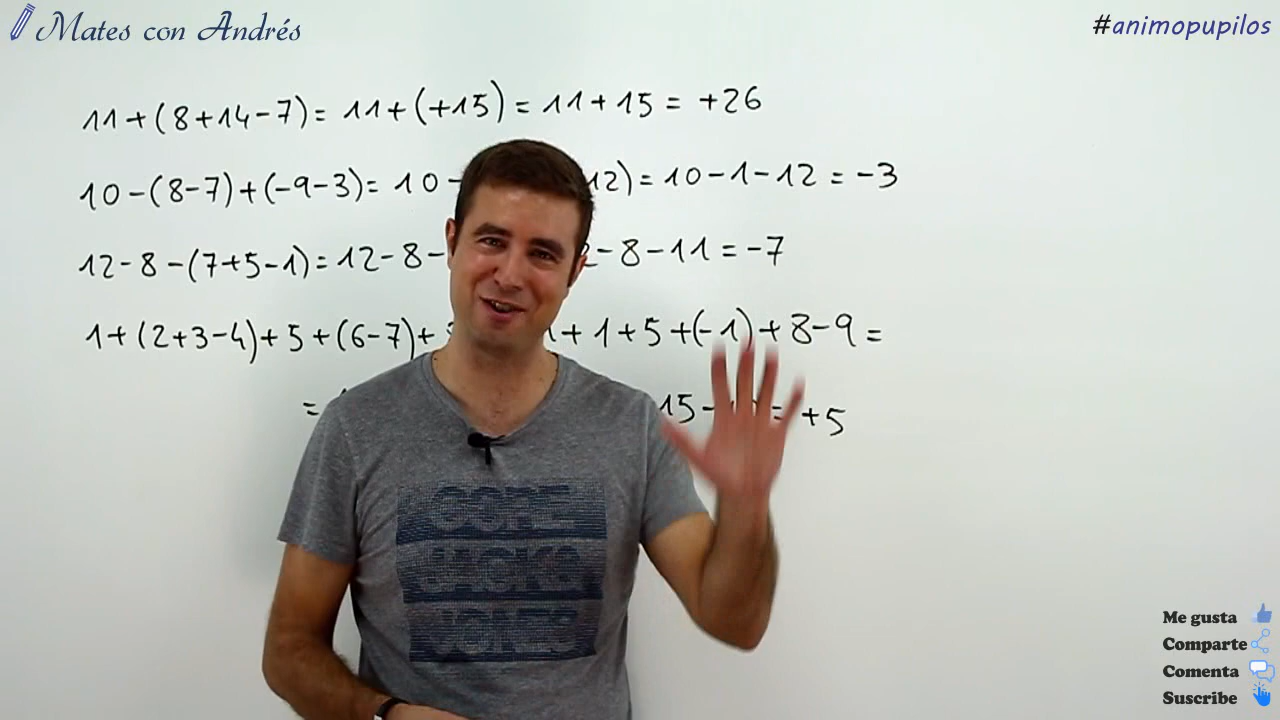 Mates con Andrés
#animopupilos
11+(8+14-7)= 11+(+15)= 11+15 = +26
10-(8-7)+(-9-3)= 10- 12)= 10-1-12 = -3
12-8-(7+5-1)= 12-8- -8-11 = -7
1+(2+3-4)+5+(6-7)+ +1+5+(-1)+8-9=
= 15- = +5
Me gusta
Comparte
Comenta
Suscribe